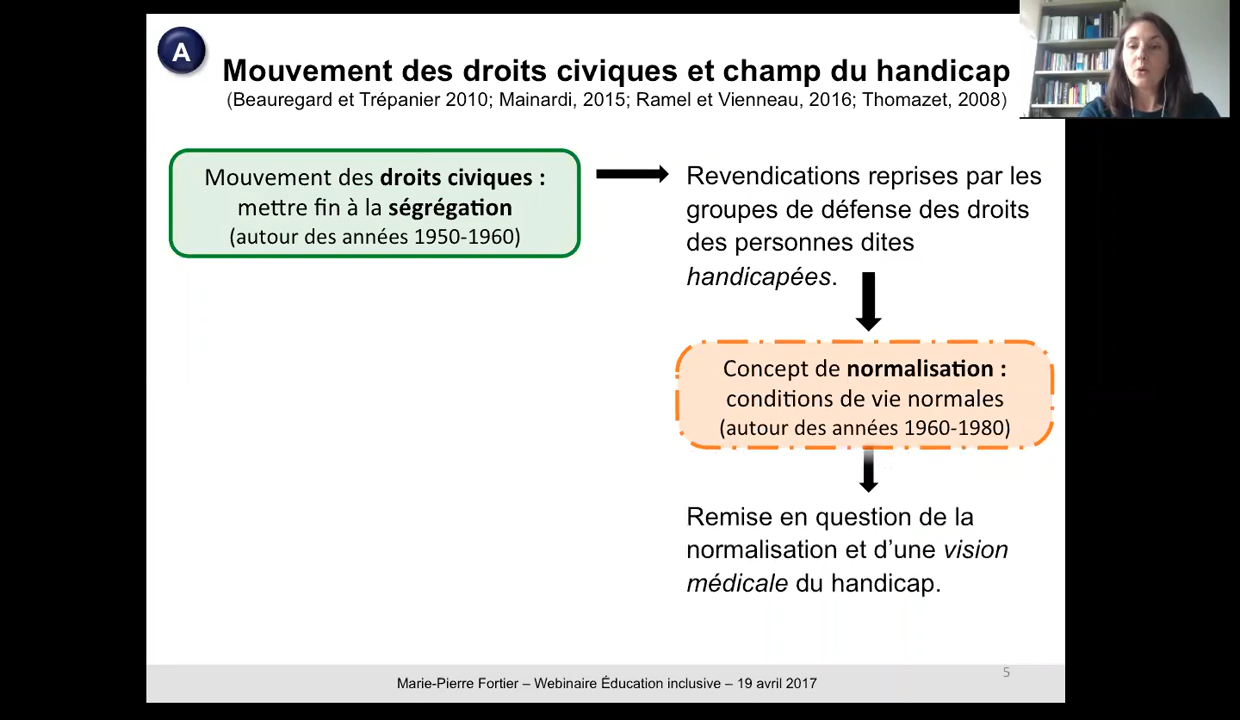 A
Mouvement des droits civiques et champ du handicap
(Beauregard et Trépanier 2010; Mainardi, 2015; Ramel et Vienneau, 2016; Thomazet, 2008)
Mouvement des droits civiques :
mettre fin à la ségrégation
(autour des années 1950-1960)
Revendications reprises par les
groupes de défense des droits
des personnes dites
handicapées.
Concept de normalisation :
conditions de vie normales
(autour des années 1960-1980)
Remise en question de la
normalisation et d’une vision
médicale du handicap.
5
Marie-Pierre Fortier – Webinaire Éducation inclusive – 19 avril 2017